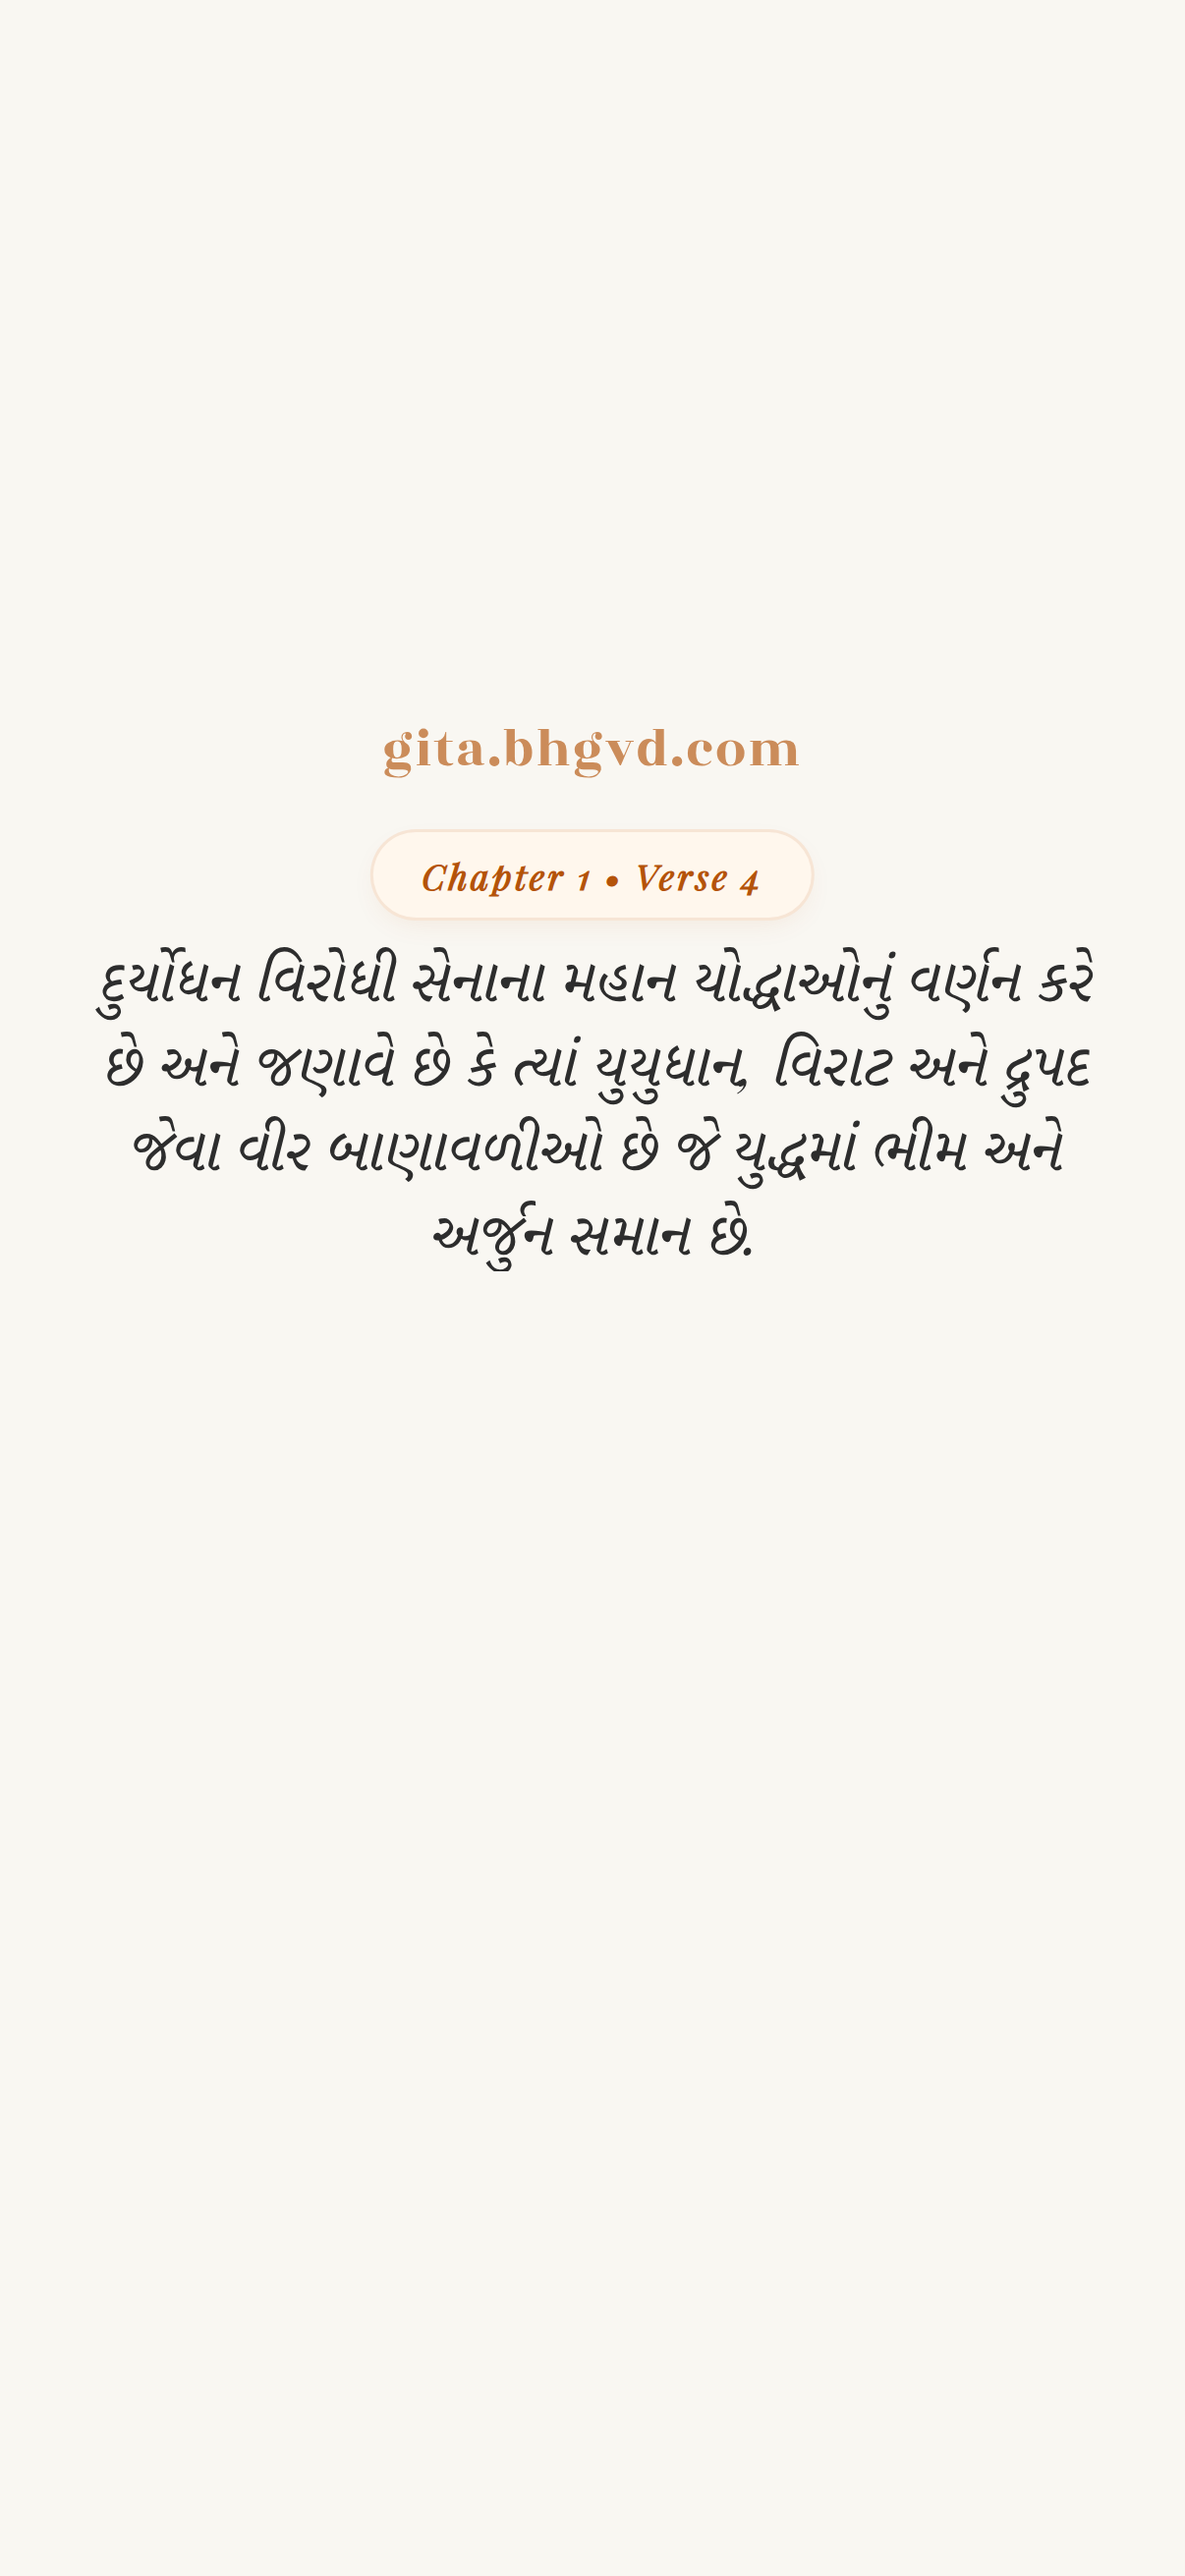 gita.bhgvd.com
Chapter 1 • Verse 4
દુર્યોધન વિરોધી સેનાના મહાન યોદ્ધાઓનું વર્ણન કરે
છે અને જણાવે છે કે ત્યાં યુયુધાન, વિરાટ અને દ્રુપદ
જેવા વીર બાણાવળીઓ છે જે યુદ્ધમાં ભીમ અને
અર્જુન સમાન છે.